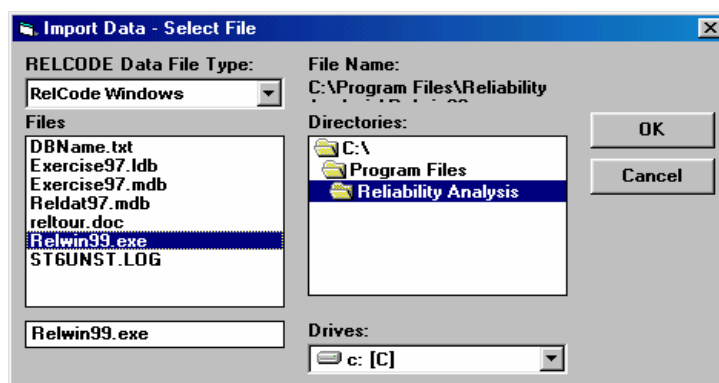 Import Data - Select File
RELCODE Data File Type:
RelCode Windows
Files
DBName.txt
Exercise97.ldb
Exercise97.mdb
Reldat97.mdb
reltour.doc
Relwin99.exe
ST6UNST.LOG
Relwin99.exe
File Name:
C:\Program Files\Reliability
Directories:
C:\
Program Files
Reliability Analysis
Drives:
c: [C]
OK
Cancel